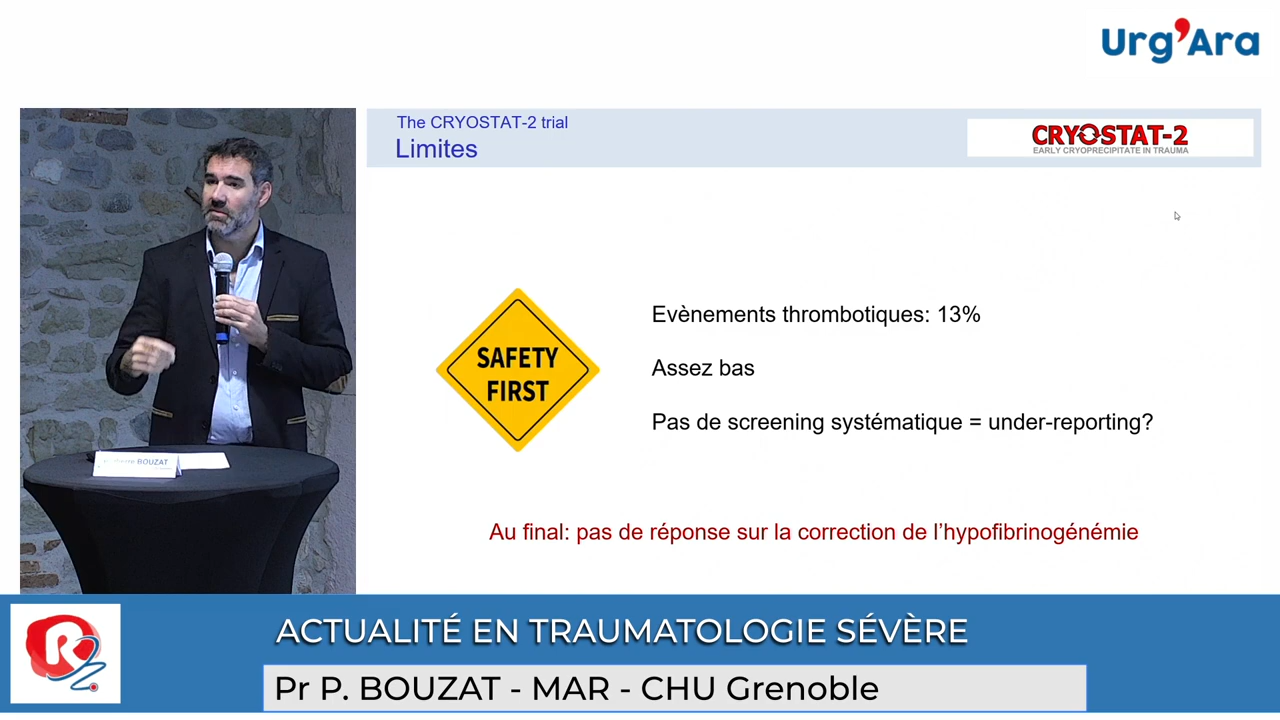 Urg'Ara
The CRYOSTAT-2 trial
Limites
CRYOSTAT-2
EARLY CRYOPRECIPITATE IN TRAUMA
SAFETY
FIRST
Evènements thrombotiques: 13%
Assez bas
Pas de screening systématique = under-reporting?
Au final: pas de réponse sur la correction de l'hypofibrinogénémie
BOUZAT
R
ACTUALITÉ EN TRAUMATOLOGIE SÉVÈRE
Pr P. BOUZAT - MAR - CHU Grenoble